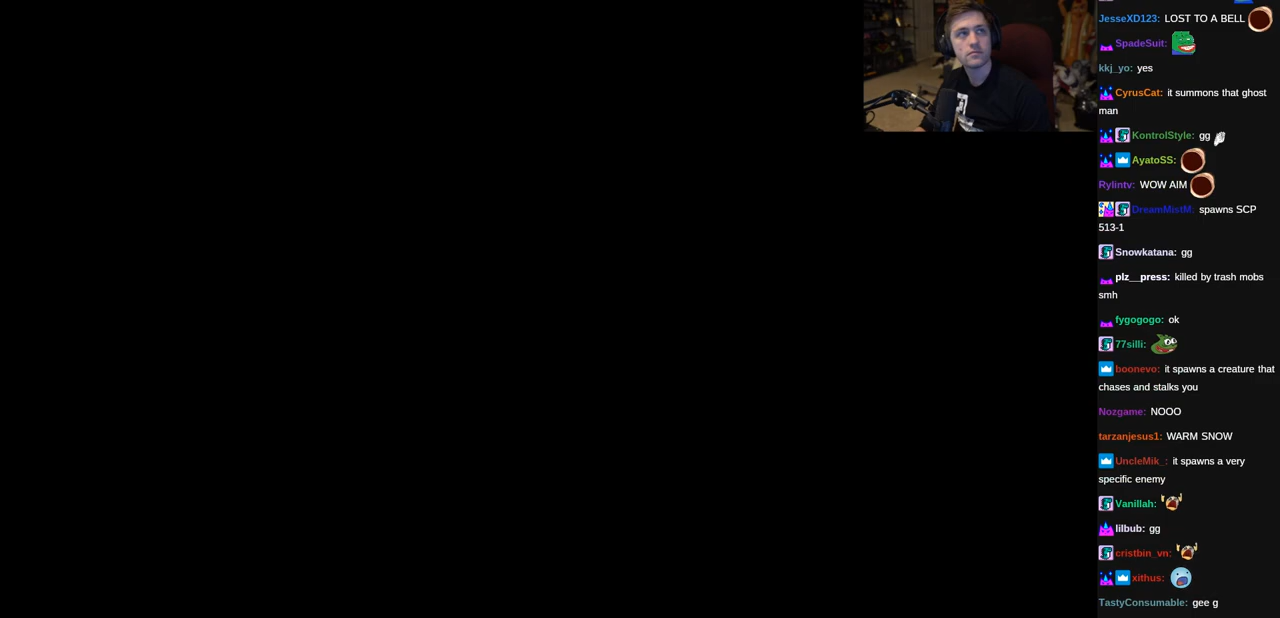 JesseXD123: LOST TO A BELL
SpadeSuit:
kkj_yo: yes
CyrusCat: it summons that ghost
man
KontrolStyle: gg
AyatoSS:
Rylintv: WOW AIM
DreamMistM: spawns SCP
513-1
Snowkatana: gg
plz__press: killed by trash mobs
smh
fygogogo: ok
77silli:
boonevo: it spawns a creature that
chases and stalks you
Nozgame: NOOO
tarzanjesus1: WARM SNOW
UncleMik_: it spawns a very
specific enemy
Vanillah:
lilbub: gg
cristbin_vn:
xithus:
TastyConsumable: gee g